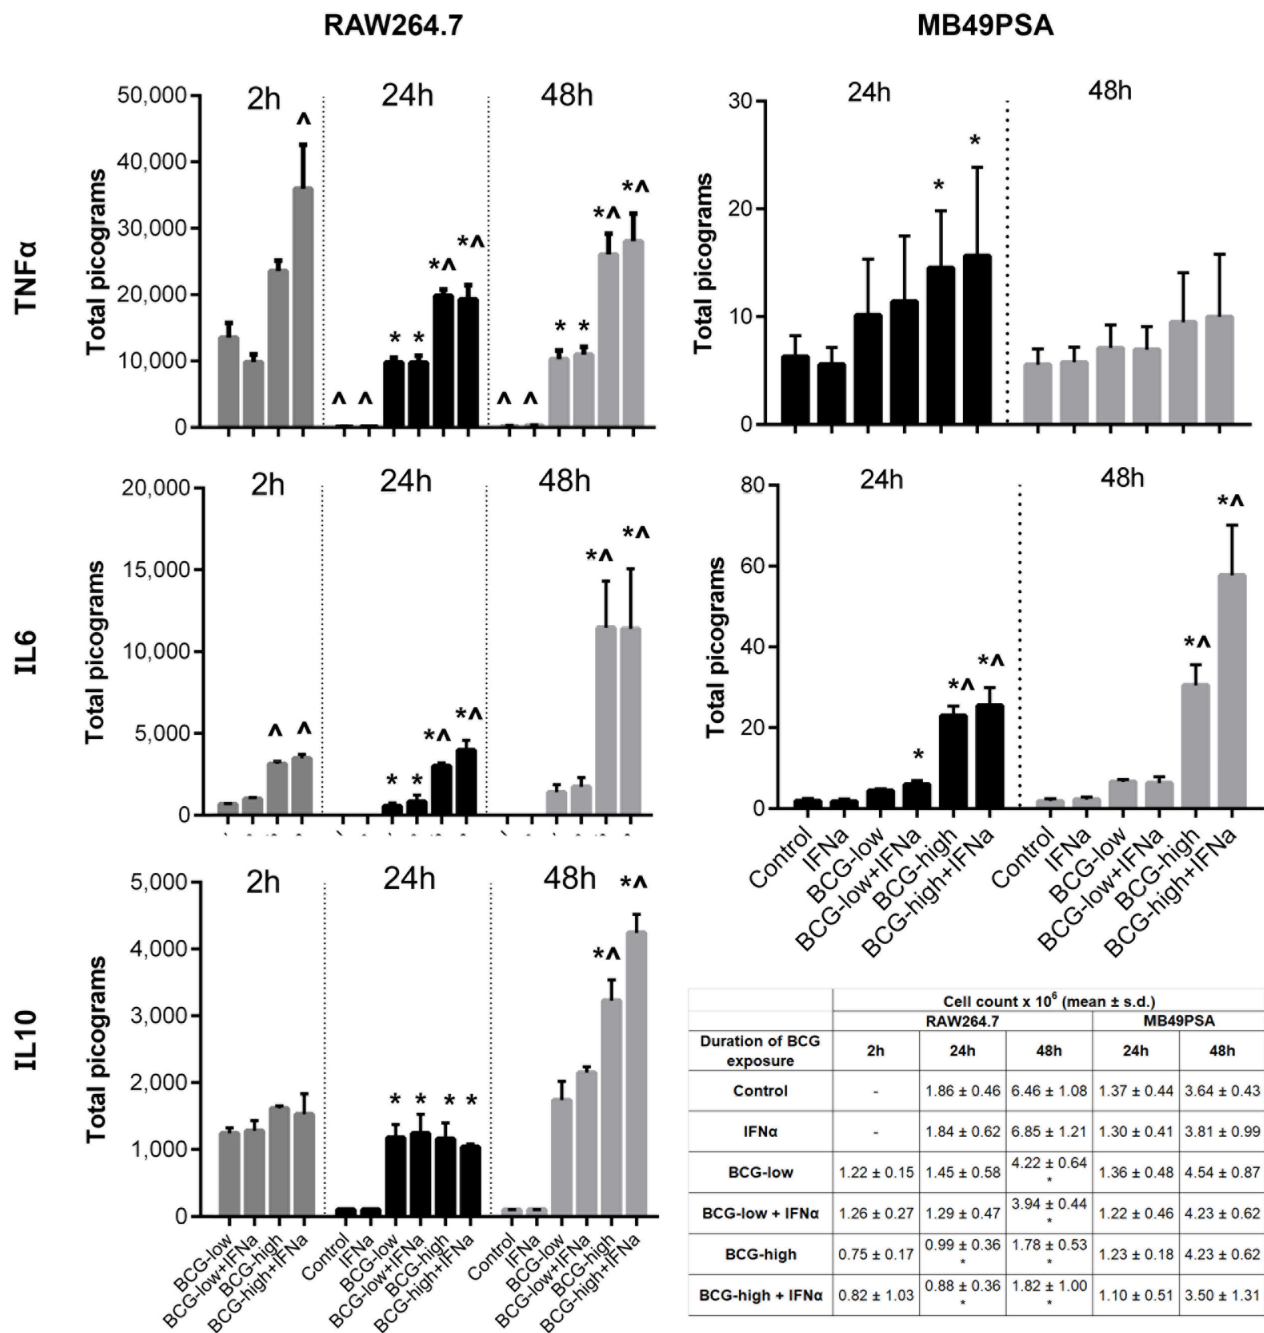 RAW264.7 MB49PSA
TNFα
Total picograms
50,000
40,000
30,000
20,000
10,000
0
2h 24h 48h
^
^ ^ * * *^ *^
^ ^ * * *^ *^
Total picograms
30
20
10
0
24h 48h
* *
IL6
Total picograms
20,000
15,000
10,000
5,000
0
2h 24h 48h
^ ^
* * *^ *^
*^ *^
Total picograms
80
60
40
20
0
24h 48h
* *^ *^
*^ *^
Control
IFNa
BCG-low
BCG-low+IFNa
BCG-high
BCG-high+IFNa
Control
IFNa
BCG-low
BCG-low+IFNa
BCG-high
BCG-high+IFNa
IL10
Total picograms
5,000
4,000
3,000
2,000
1,000
0
2h 24h 48h
* * * *
*^ *^
BCG-low
BCG-low+IFNa
BCG-high
BCG-high+IFNa
Control
IFNa
BCG-low
BCG-low+IFNa
BCG-high
BCG-high+IFNa
Control
IFNa
BCG-low
BCG-low+IFNa
BCG-high
BCG-high+IFNa
Cell count x 10⁶ (mean ± s.d.)
RAW264.7 MB49PSA
Duration of BCG exposure 2h 24h 48h 24h 48h
Control - 1.86 ± 0.46 6.46 ± 1.08 1.37 ± 0.44 3.64 ± 0.43
IFNα - 1.84 ± 0.62 6.85 ± 1.21 1.30 ± 0.41 3.81 ± 0.99
BCG-low 1.22 ± 0.15 1.45 ± 0.58 4.22 ± 0.64 * 1.36 ± 0.48 4.54 ± 0.87
BCG-low + IFNα 1.26 ± 0.27 1.29 ± 0.47 3.94 ± 0.44 * 1.22 ± 0.46 4.23 ± 0.62
BCG-high 0.75 ± 0.17 0.99 ± 0.36 * 1.78 ± 0.53 * 1.23 ± 0.18 4.23 ± 0.62
BCG-high + IFNα 0.82 ± 1.03 0.88 ± 0.36 * 1.82 ± 1.00 * 1.10 ± 0.51 3.50 ± 1.31